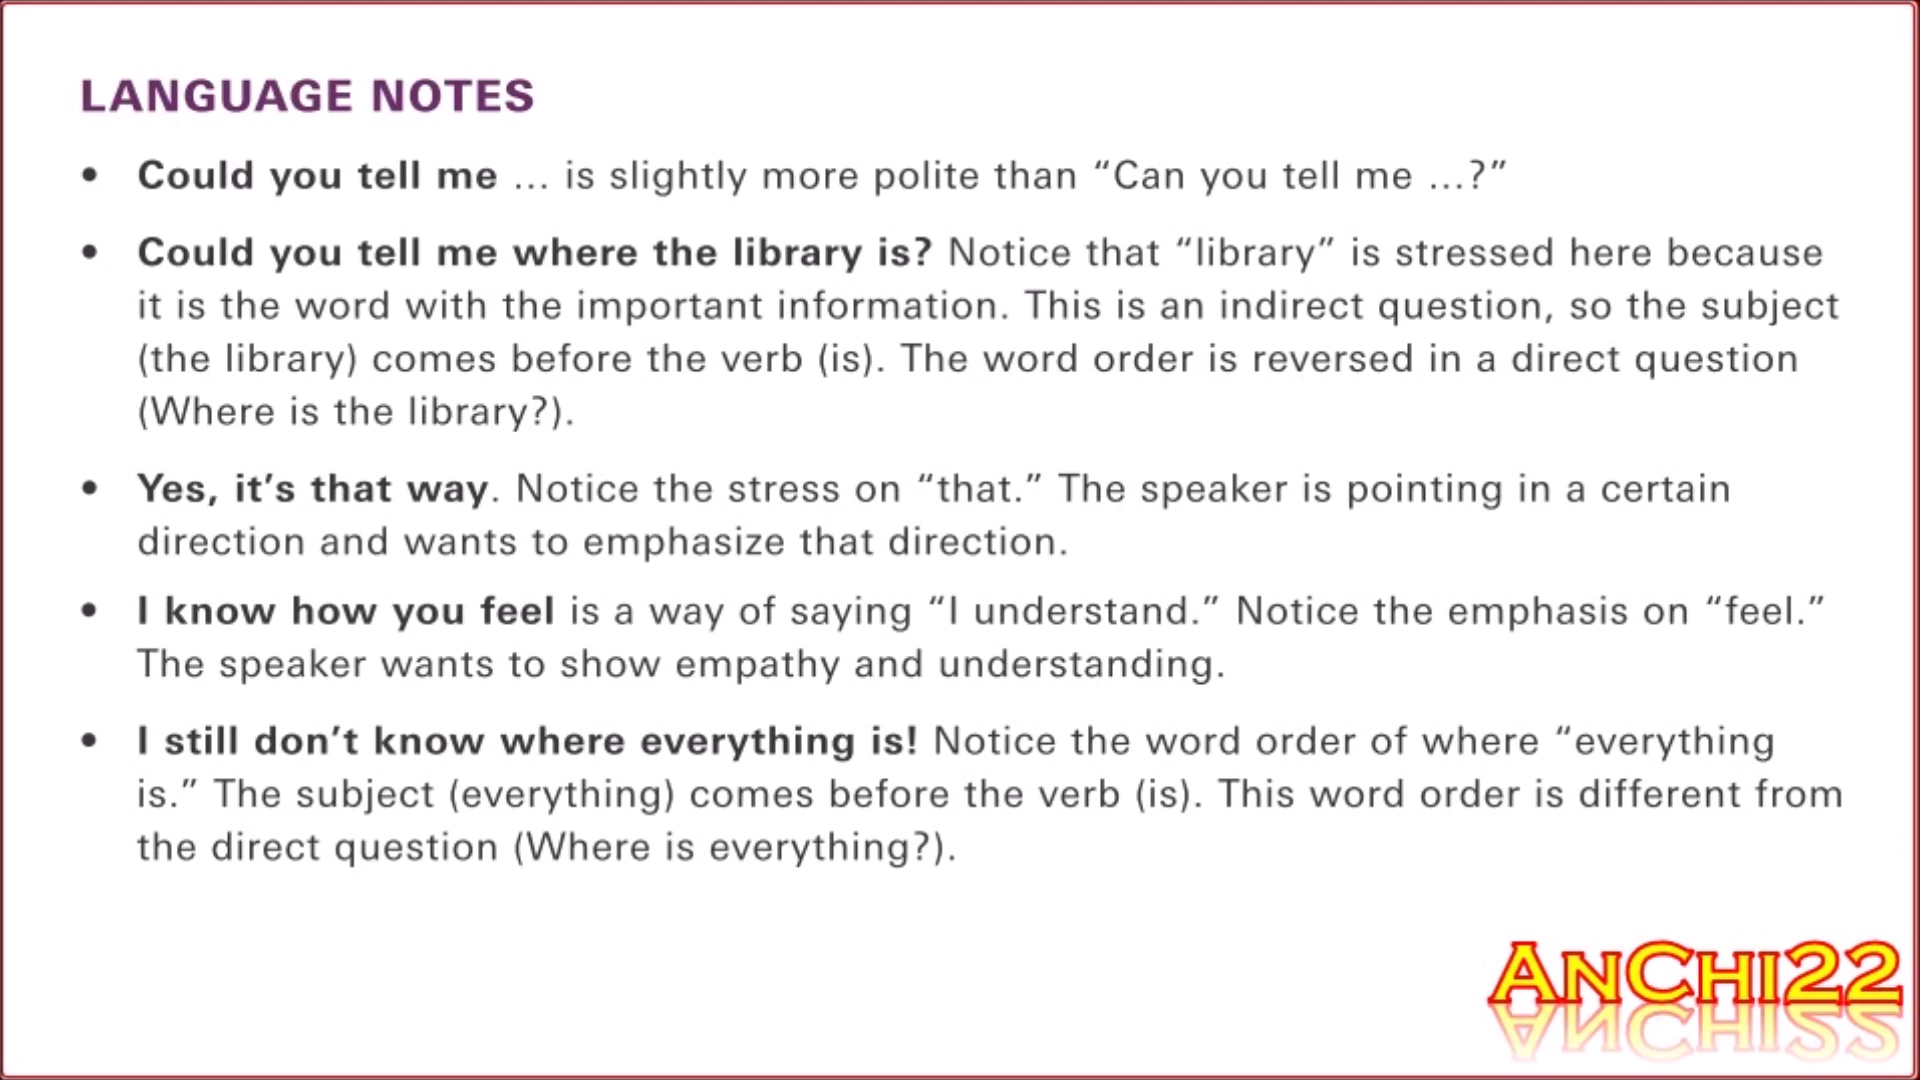 LANGUAGE NOTES
• Could you tell me … is slightly more polite than “Can you tell me …?”
• Could you tell me where the library is? Notice that “library” is stressed here because
it is the word with the important information. This is an indirect question, so the subject
(the library) comes before the verb (is). The word order is reversed in a direct question
(Where is the library?).
• Yes, it’s that way. Notice the stress on “that.” The speaker is pointing in a certain
direction and wants to emphasize that direction.
• I know how you feel is a way of saying “I understand.” Notice the emphasis on “feel.”
The speaker wants to show empathy and understanding.
• I still don’t know where everything is! Notice the word order of where “everything
is.” The subject (everything) comes before the verb (is). This word order is different from
the direct question (Where is everything?).
ANCHI22